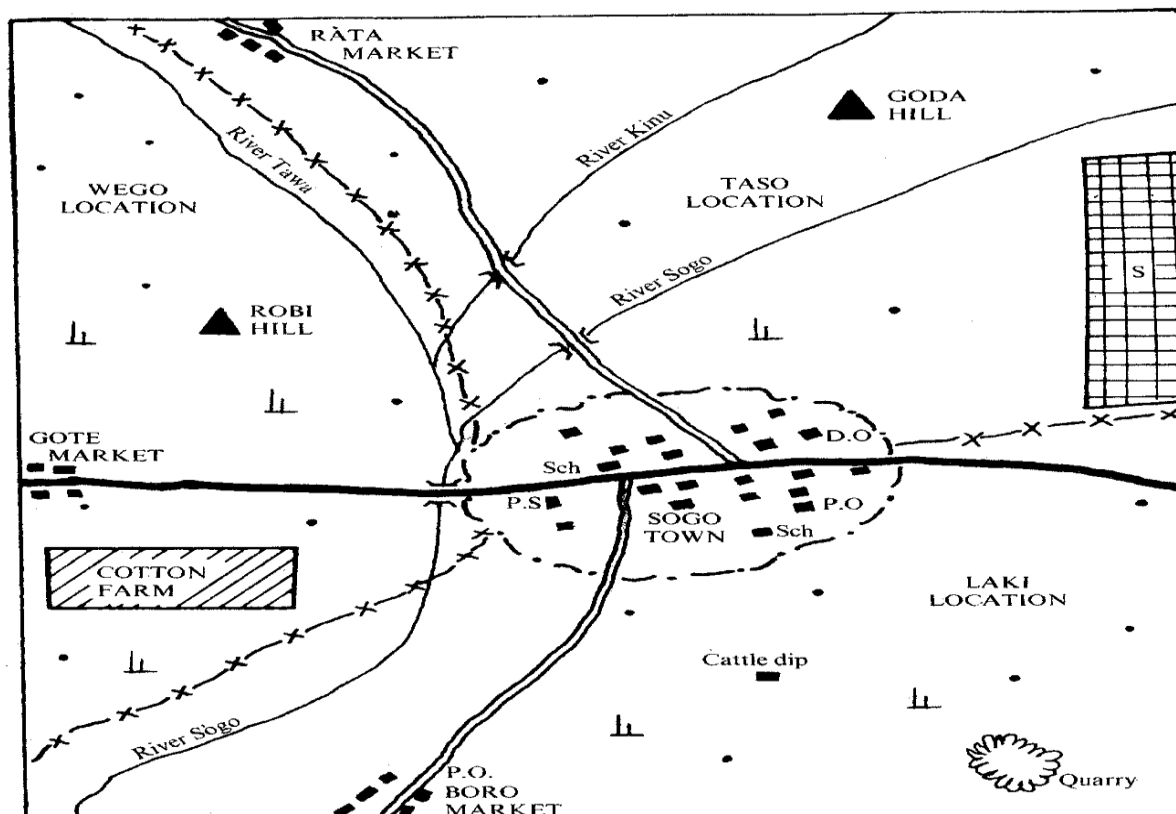 RÀTA
MARKET
GODA
HILL
River Kinu
River Tawa
WEGO
LOCATION
TASO
LOCATION
S
River Sogo
ROBI
HILL
GOTE
MARKET
D.O
Sch
P.S
P.O
SOGO
TOWN
Sch
COTTON
FARM
LAKI
LOCATION
Cattle dip
River Sogo
P.O.
BORO
MARKET
Quarry